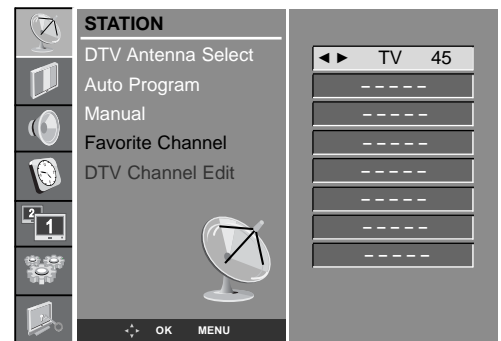 STATION
DTV Antenna Select
Auto Program
Manual
Favorite Channel
DTV Channel Edit
2
1
OK MENU
◄ ► TV 45
- - - - -
- - - - -
- - - - -
- - - - -
- - - - -
- - - - -
- - - - -